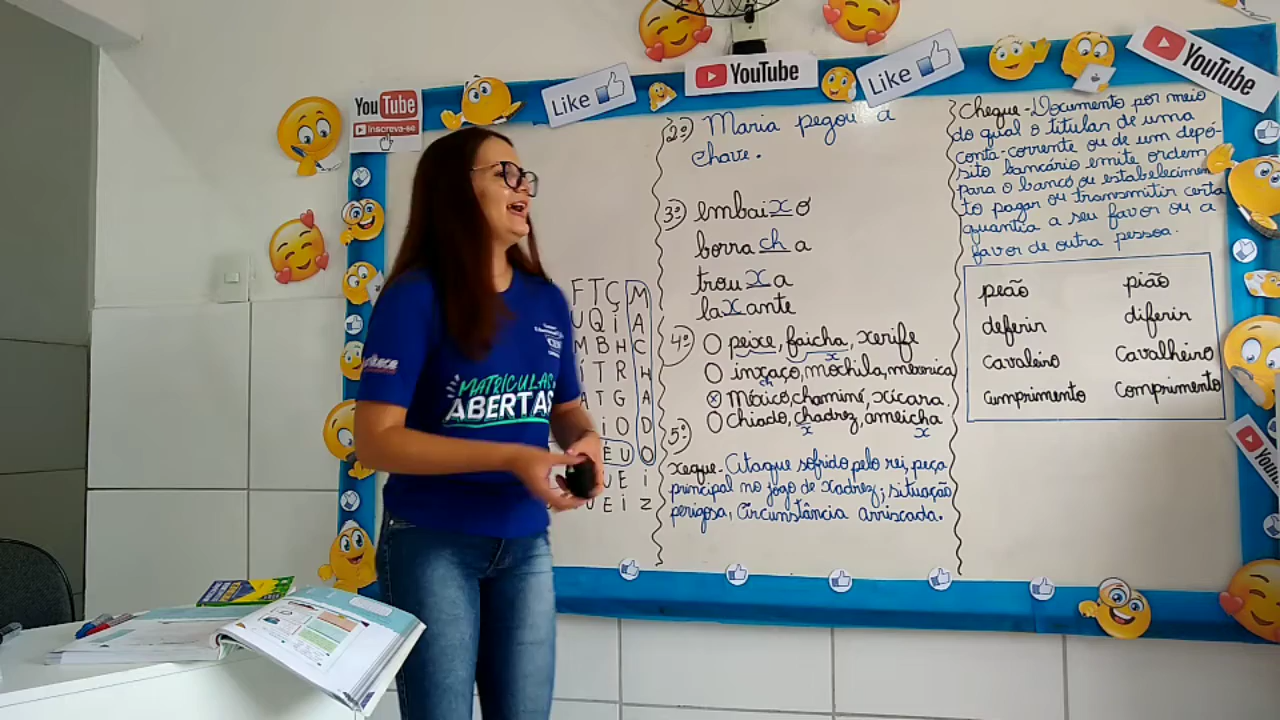 YouTube
Inscreva-se
Like
YouTube
Like
YouTube
MATRÍCULAS
ABERTAS
F T Ç M
U Q i A
M B H C
i T R H
A T G A
i O D
É U O
U E i
U E i Z
2º) Maria pegou a
chave.
3º) embaixo
borracha
trouxa
laxante
4º) peixe, faicha, xerife
x
inxaço, mochila, mexerica
ch
x México, chaminé, xícara.
chiado, chadrez, ameicha
x x
5º)
Xeque - Ataque sofrido pelo rei, peça
principal no jogo de xadrez; situação
perigosa, circunstância arriscada.
Cheque - Documento por meio
do qual o titular de uma
conta-corrente ou de um depó-
sito bancário emite ordem
para o banco ou estabelecimen-
to pagar ou transmitir certa
quantia a seu favor ou a
favor de outra pessoa.
peão pião
deferir diferir
cavaleiro Cavalheiro
cumprimento Comprimento